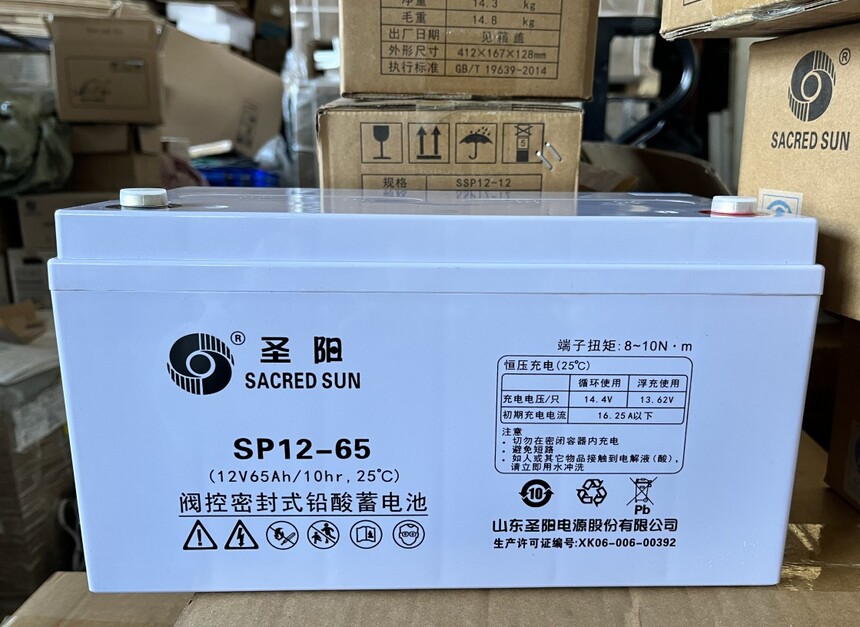 净重 14.3 kg
毛重 14.8 kg
出厂日期 见箱盖
外形尺寸 412×167×128mm
执行标准 GB/T 19639-2014
5
规格 SSP12-12
®
SACRED SUN
® 圣阳
SACRED SUN
SP12-65
(12V65Ah/10hr, 25℃)
阀控密封式铅酸蓄电池
端子扭矩: 8~10N·m
恒压充电(25℃)
循环使用 浮充使用
充电电压/只 14.4V 13.62V
初期充电电流 16.25A以下
注意
· 切勿在密闭容器内充电
· 避免短路
· 如人或其它物品接触到电解液(酸),
请立即用水冲洗
10
Pb
山东圣阳电源股份有限公司
生产许可证编号:XK06-006-00392